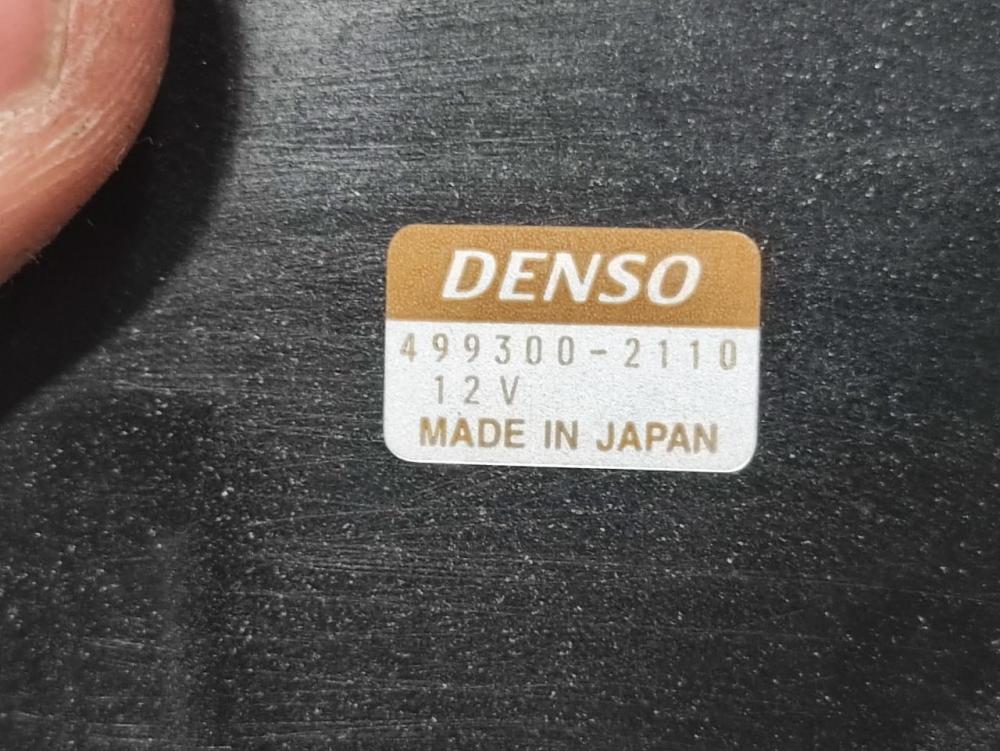 DENSO
499300-2110
12V
MADE IN JAPAN